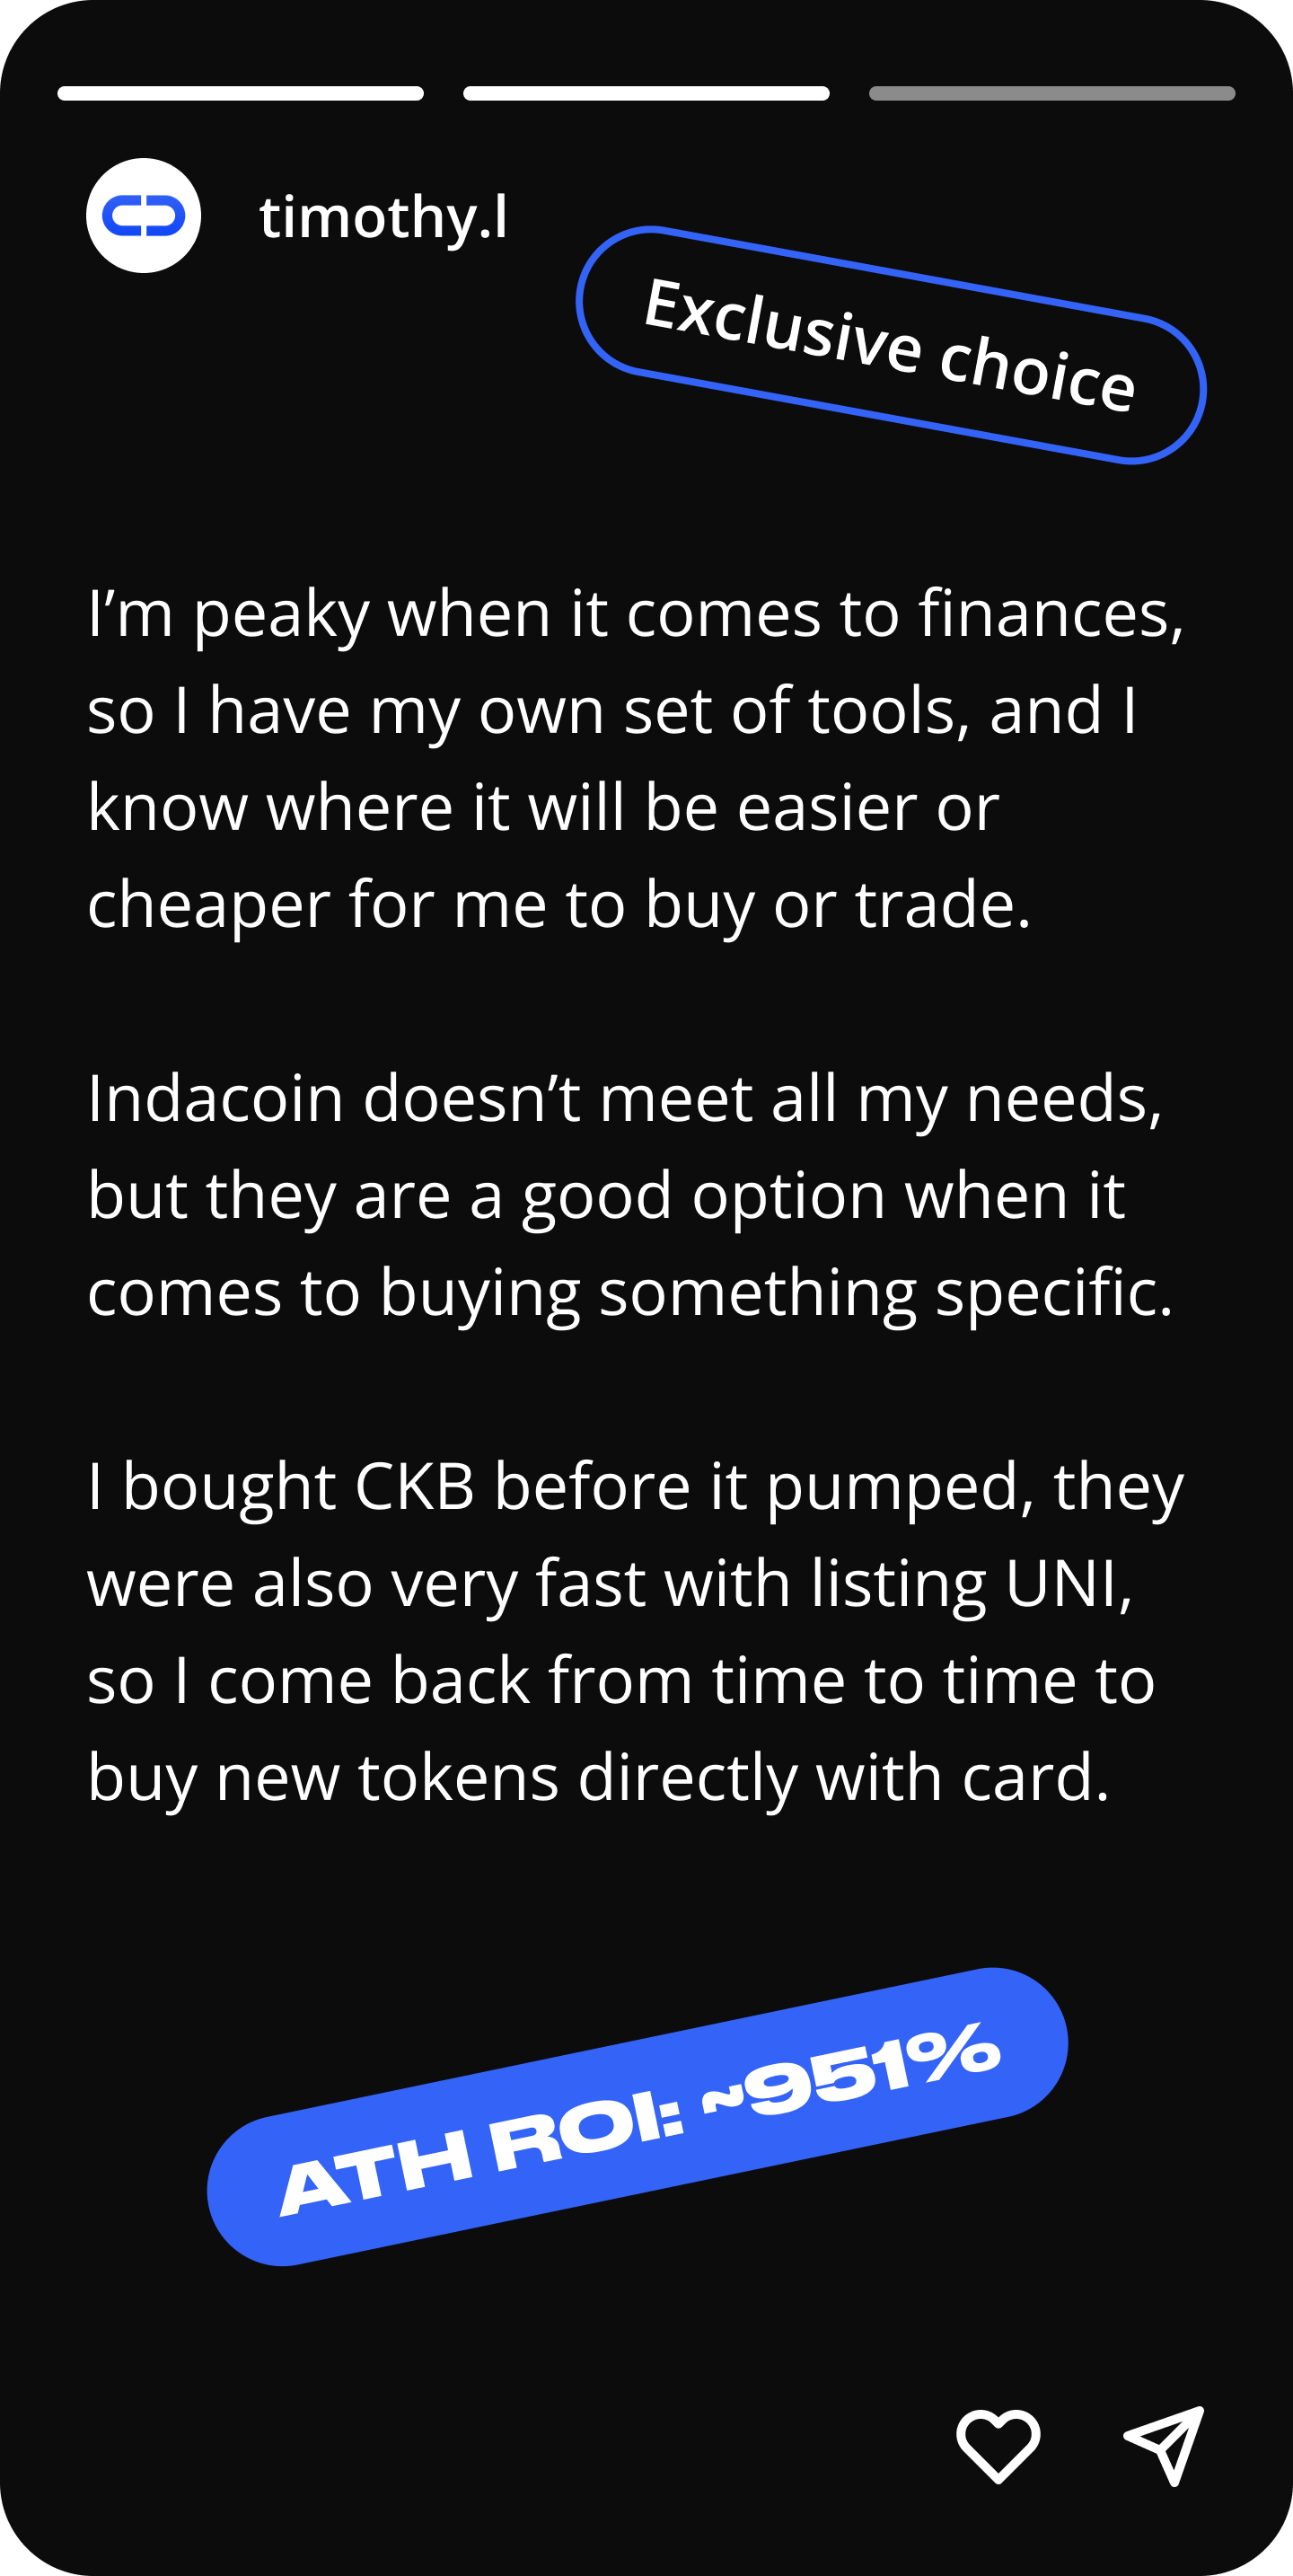 timothy.l
Exclusive choice
I’m peaky when it comes to finances,
so I have my own set of tools, and I
know where it will be easier or
cheaper for me to buy or trade.
Indacoin doesn’t meet all my needs,
but they are a good option when it
comes to buying something specific.
I bought CKB before it pumped, they
were also very fast with listing UNI,
so I come back from time to time to
buy new tokens directly with card.
ATH ROI: ~951%